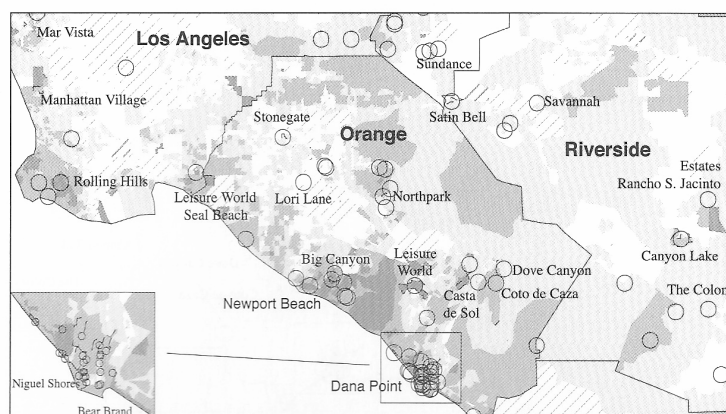 Mar Vista
Los Angeles
Sundance
Manhattan Village
Stonegate
Satin Bell
Savannah
Orange
Riverside
Estates
Rancho S. Jacinto
Rolling Hills
Leisure World
Seal Beach
Lori Lane
Northpark
Canyon Lake
Big Canyon
Leisure
World
Dove Canyon
Casta
de Sol
Coto de Caza
The Colon
Newport Beach
Niguel Shores
Dana Point
Bear Brand